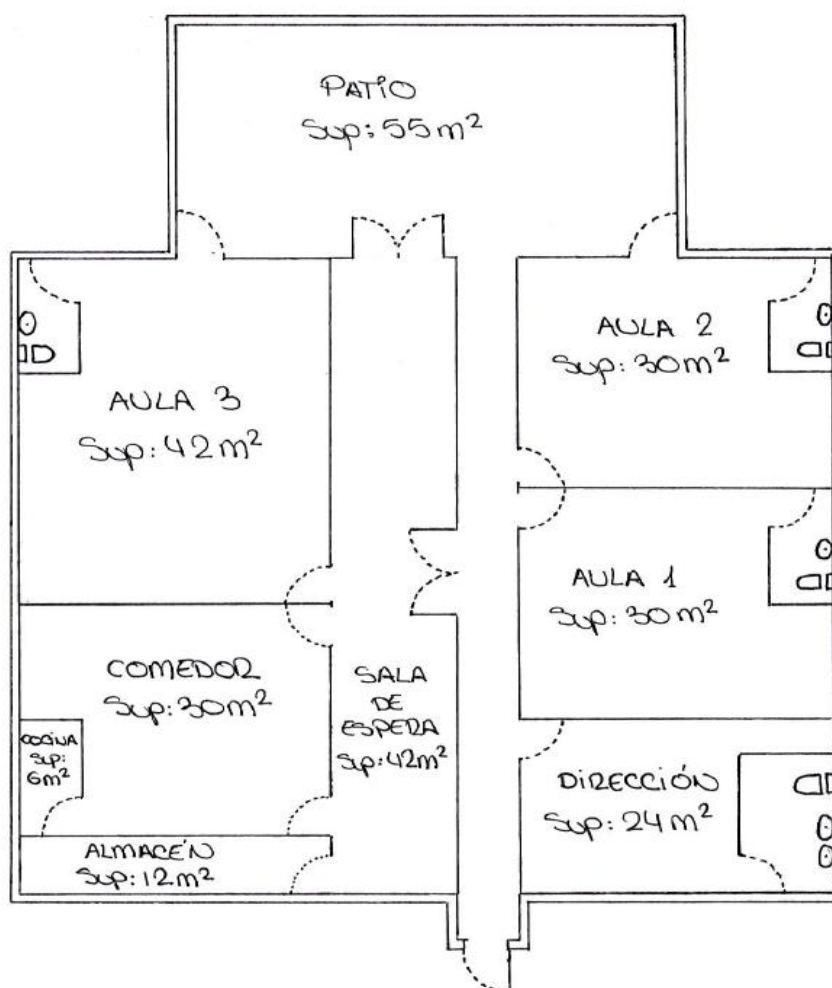 PATIO
Sup: 55 m²
AULA 2
Sup: 30 m²
AULA 3
Sup: 42 m²
AULA 1
Sup: 30 m²
COMEDOR
Sup: 30 m²
SALA
DE
ESPERA
Sup: 42 m²
COCINA
Sup:
6 m²
DIRECCIÓN
Sup: 24 m²
ALMACÉN
Sup: 12 m²